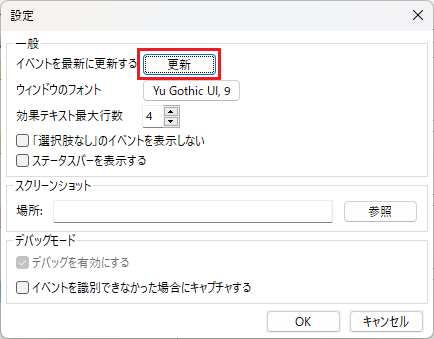 設定
一般
イベントを最新に更新する 更新
ウィンドウのフォント Yu Gothic UI, 9
効果テキスト最大行数 4
「選択肢なし」のイベントを表示しない
ステータスバーを表示する
スクリーンショット
場所: 参照
デバッグモード
デバッグを有効にする
イベントを識別できなかった場合にキャプチャする
OK キャンセル